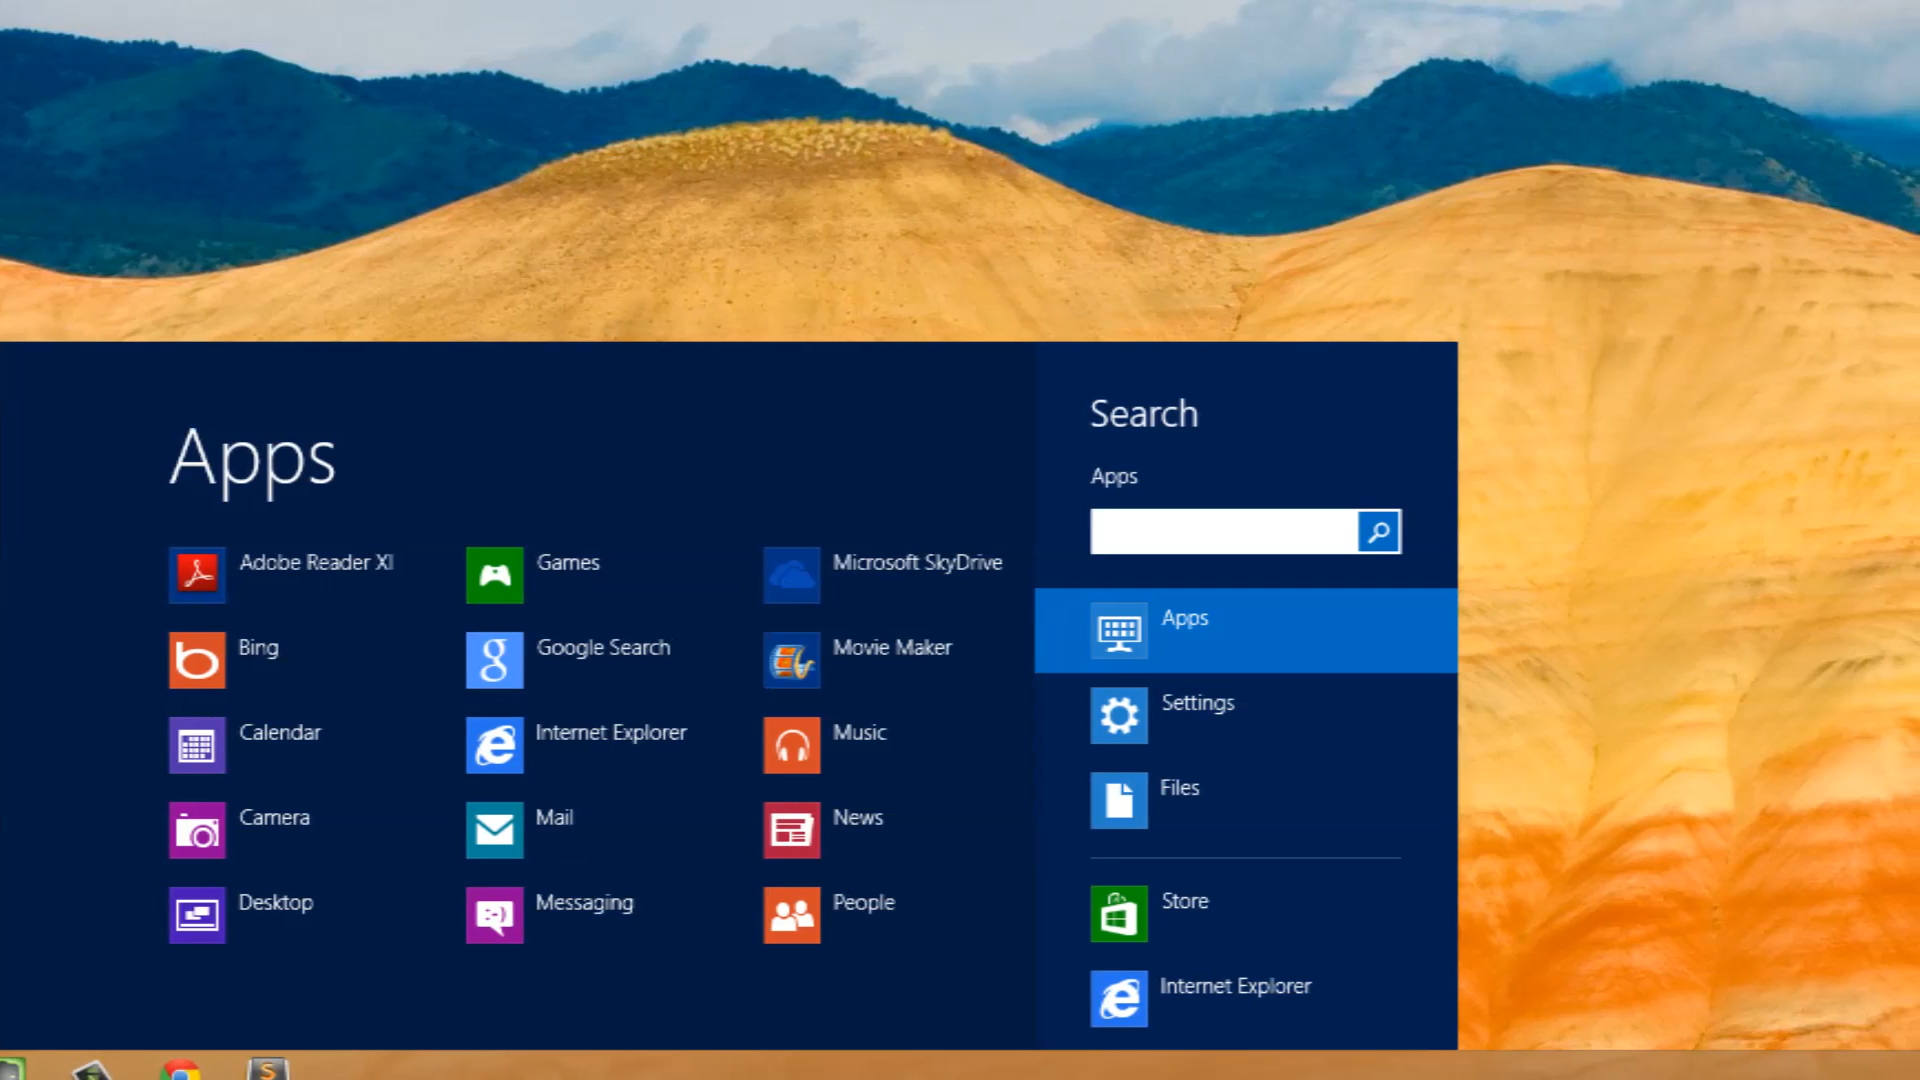 Apps
Adobe Reader XI
Bing
Calendar
Camera
Desktop
Games
Google Search
Internet Explorer
Mail
Messaging
Microsoft SkyDrive
Movie Maker
Music
News
People
Search
Apps
Apps
Settings
Files
Store
Internet Explorer